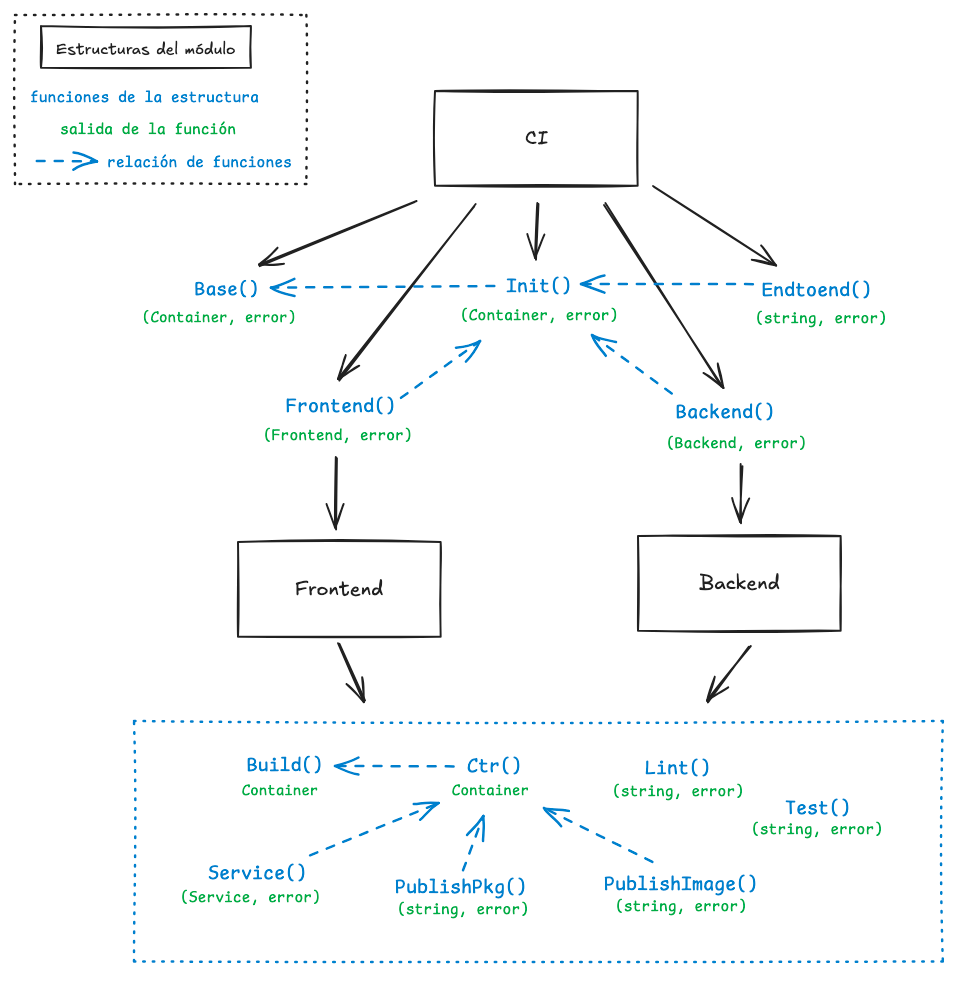 Estructuras del módulo
funciones de la estructura
salida de la función
relación de funciones
CI
Base()
(Container, error)
Init()
(Container, error)
Endtoend()
(string, error)
Frontend()
(Frontend, error)
Backend()
(Backend, error)
Frontend
Backend
Build()
Container
Ctr()
Container
Lint()
(string, error)
Test()
(string, error)
Service()
(Service, error)
PublishPkg()
(string, error)
PublishImage()
(string, error)